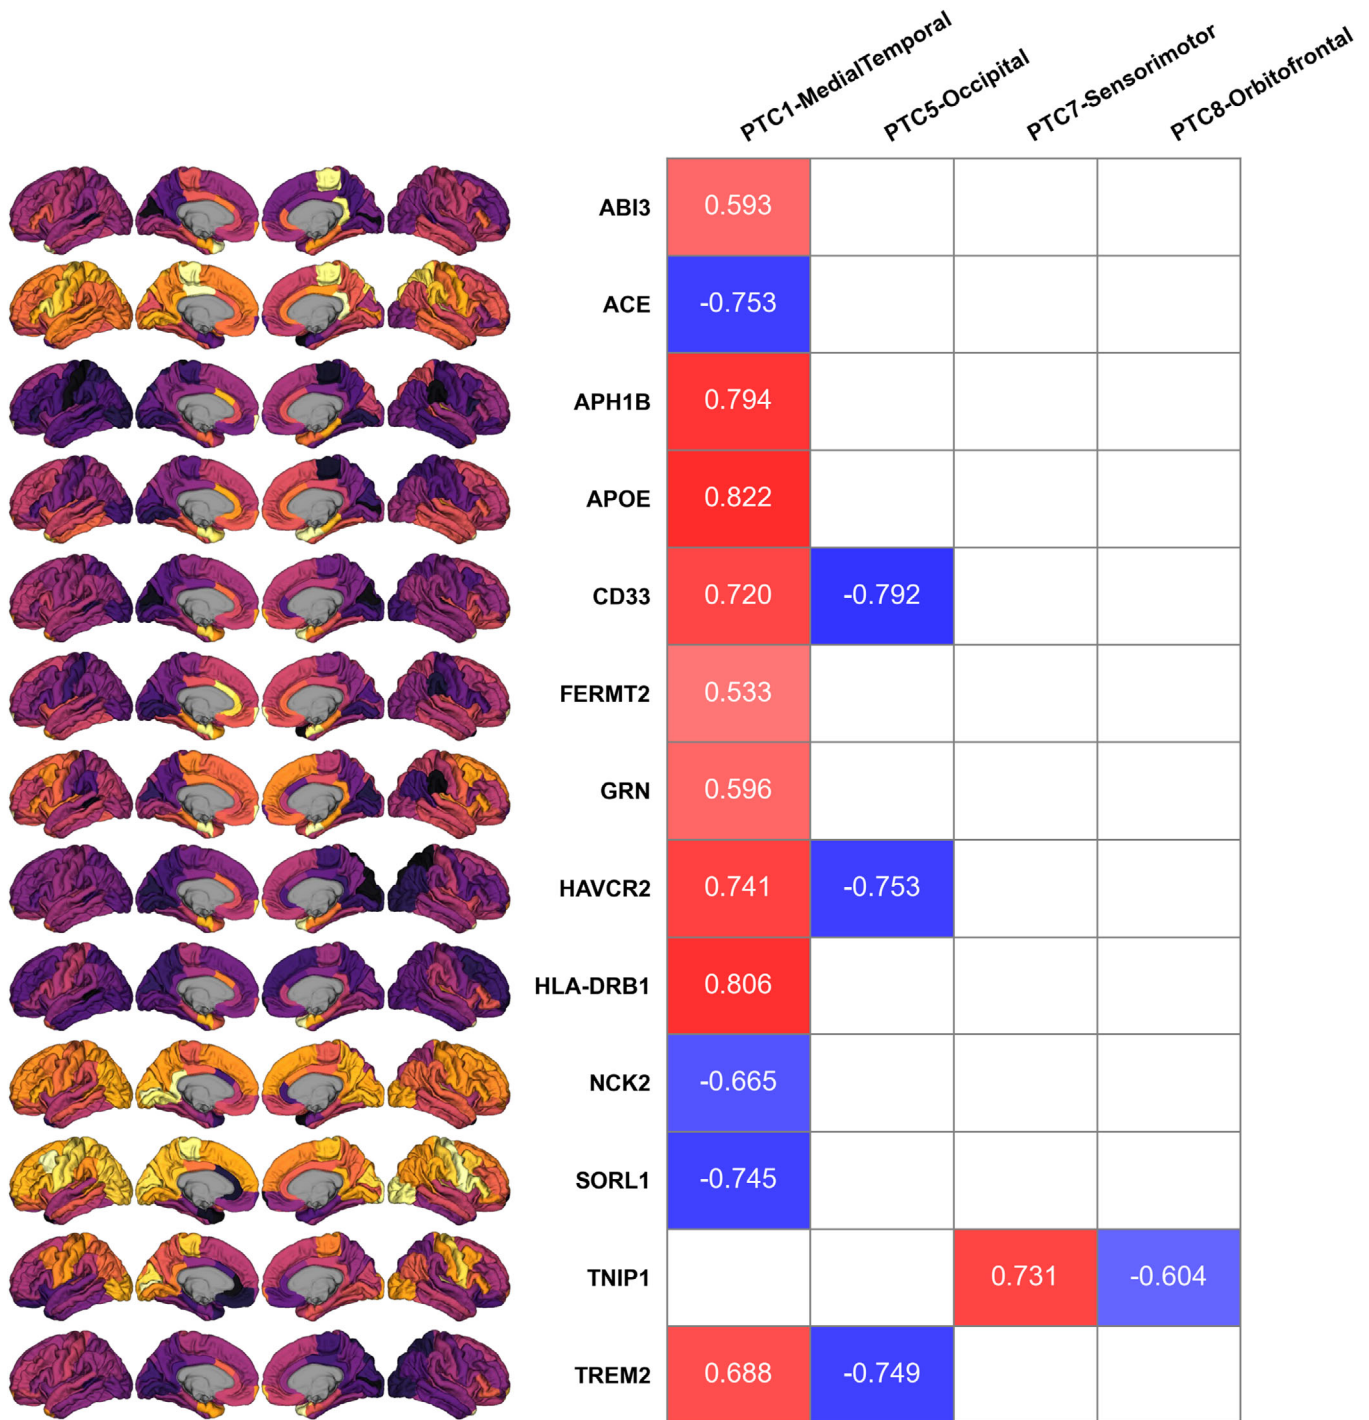 PTC1-MedialTemporal
PTC5-Occipital
PTC7-Sensorimotor
PTC8-Orbitofrontal
ABI3 0.593
ACE -0.753
APH1B 0.794
APOE 0.822
CD33 0.720 -0.792
FERMT2 0.533
GRN 0.596
HAVCR2 0.741 -0.753
HLA-DRB1 0.806
NCK2 -0.665
SORL1 -0.745
TNIP1 0.731 -0.604
TREM2 0.688 -0.749